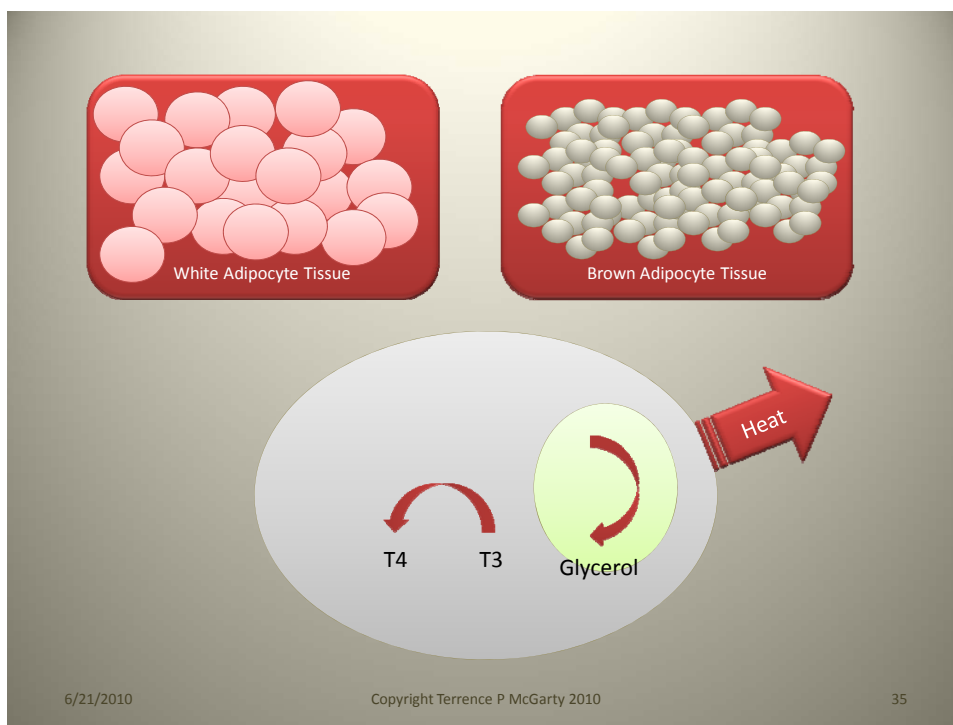 White Adipocyte Tissue
Brown Adipocyte Tissue
Heat
T4
T3
Glycerol
6/21/2010
Copyright Terrence P McGarty 2010
35